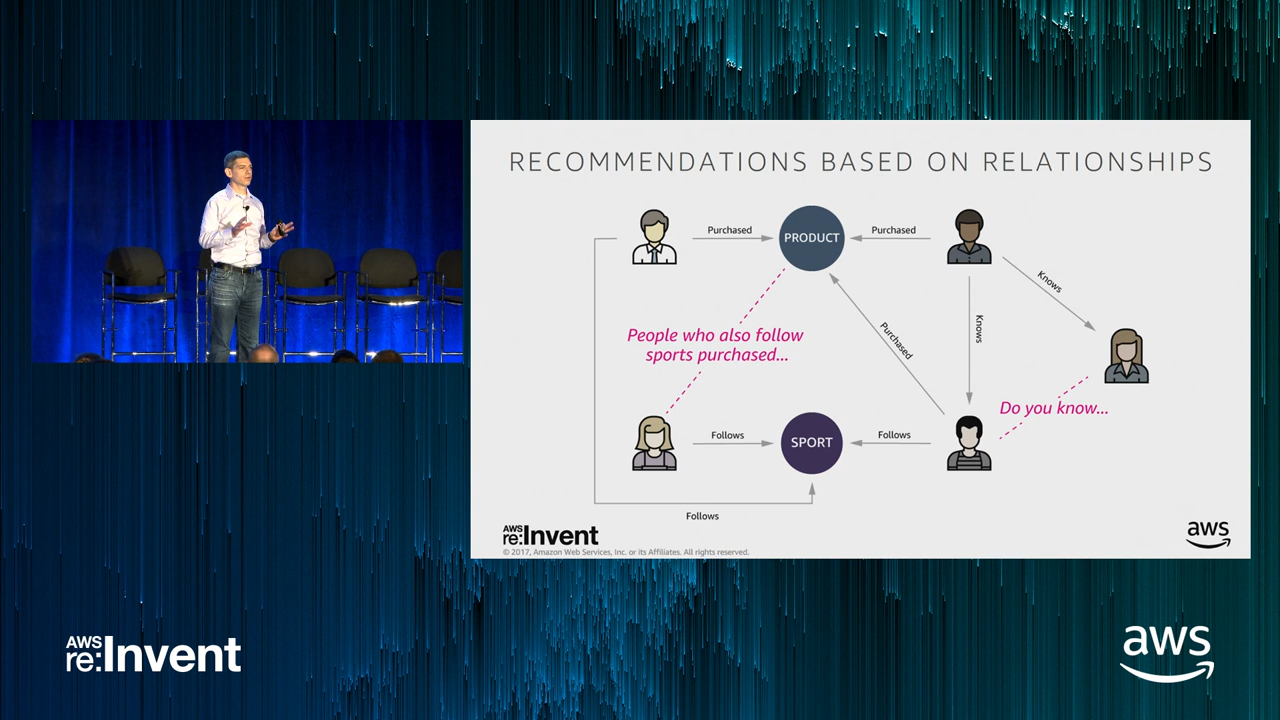 RECOMMENDATIONS BASED ON RELATIONSHIPS
Purchased
PRODUCT
Purchased
Knows
People who also follow
sports purchased...
Purchased
Knows
Do you know...
Follows
SPORT
Follows
Follows
AWS
re:Invent
© 2017, Amazon Web Services, Inc. or its Affiliates. All rights reserved.
aws
AWS
re:Invent
aws